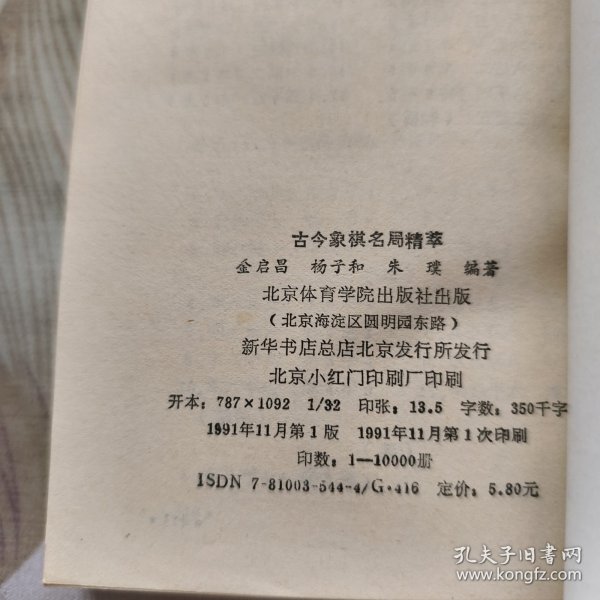 古今象棋名局精萃
金启昌 杨子和 朱 璞 编著
北京体育学院出版社出版
（北京海淀区圆明园东路）
新华书店总店北京发行所发行
北京小红门印刷厂印刷
开本：787×1092 1/32 印张：13.5 字数：350千字
1991年11月第1版 1991年11月第1次印刷
印数：1—10000册
ISDN 7-81003-544-4/G·416 定价：5.80元
孔夫子旧书网
www.kongfz.com